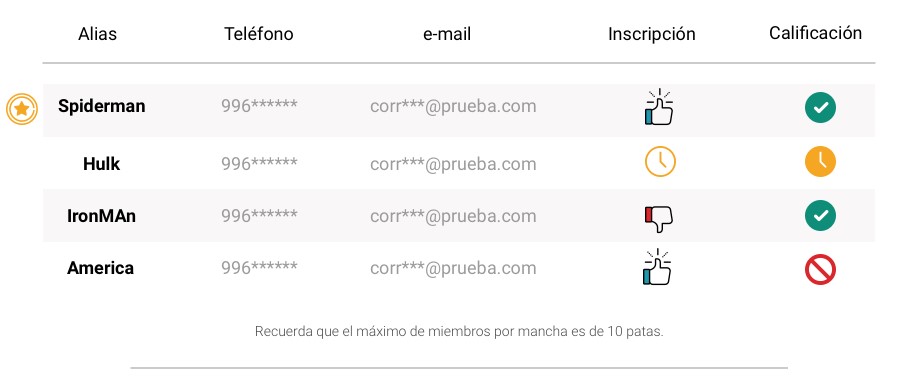 Alias Teléfono e-mail Inscripción Calificación
Spiderman 996****** corr***@prueba.com
Hulk 996****** corr***@prueba.com
IronMAn 996****** corr***@prueba.com
America 996****** corr***@prueba.com
Recuerda que el máximo de miembros por mancha es de 10 patas.